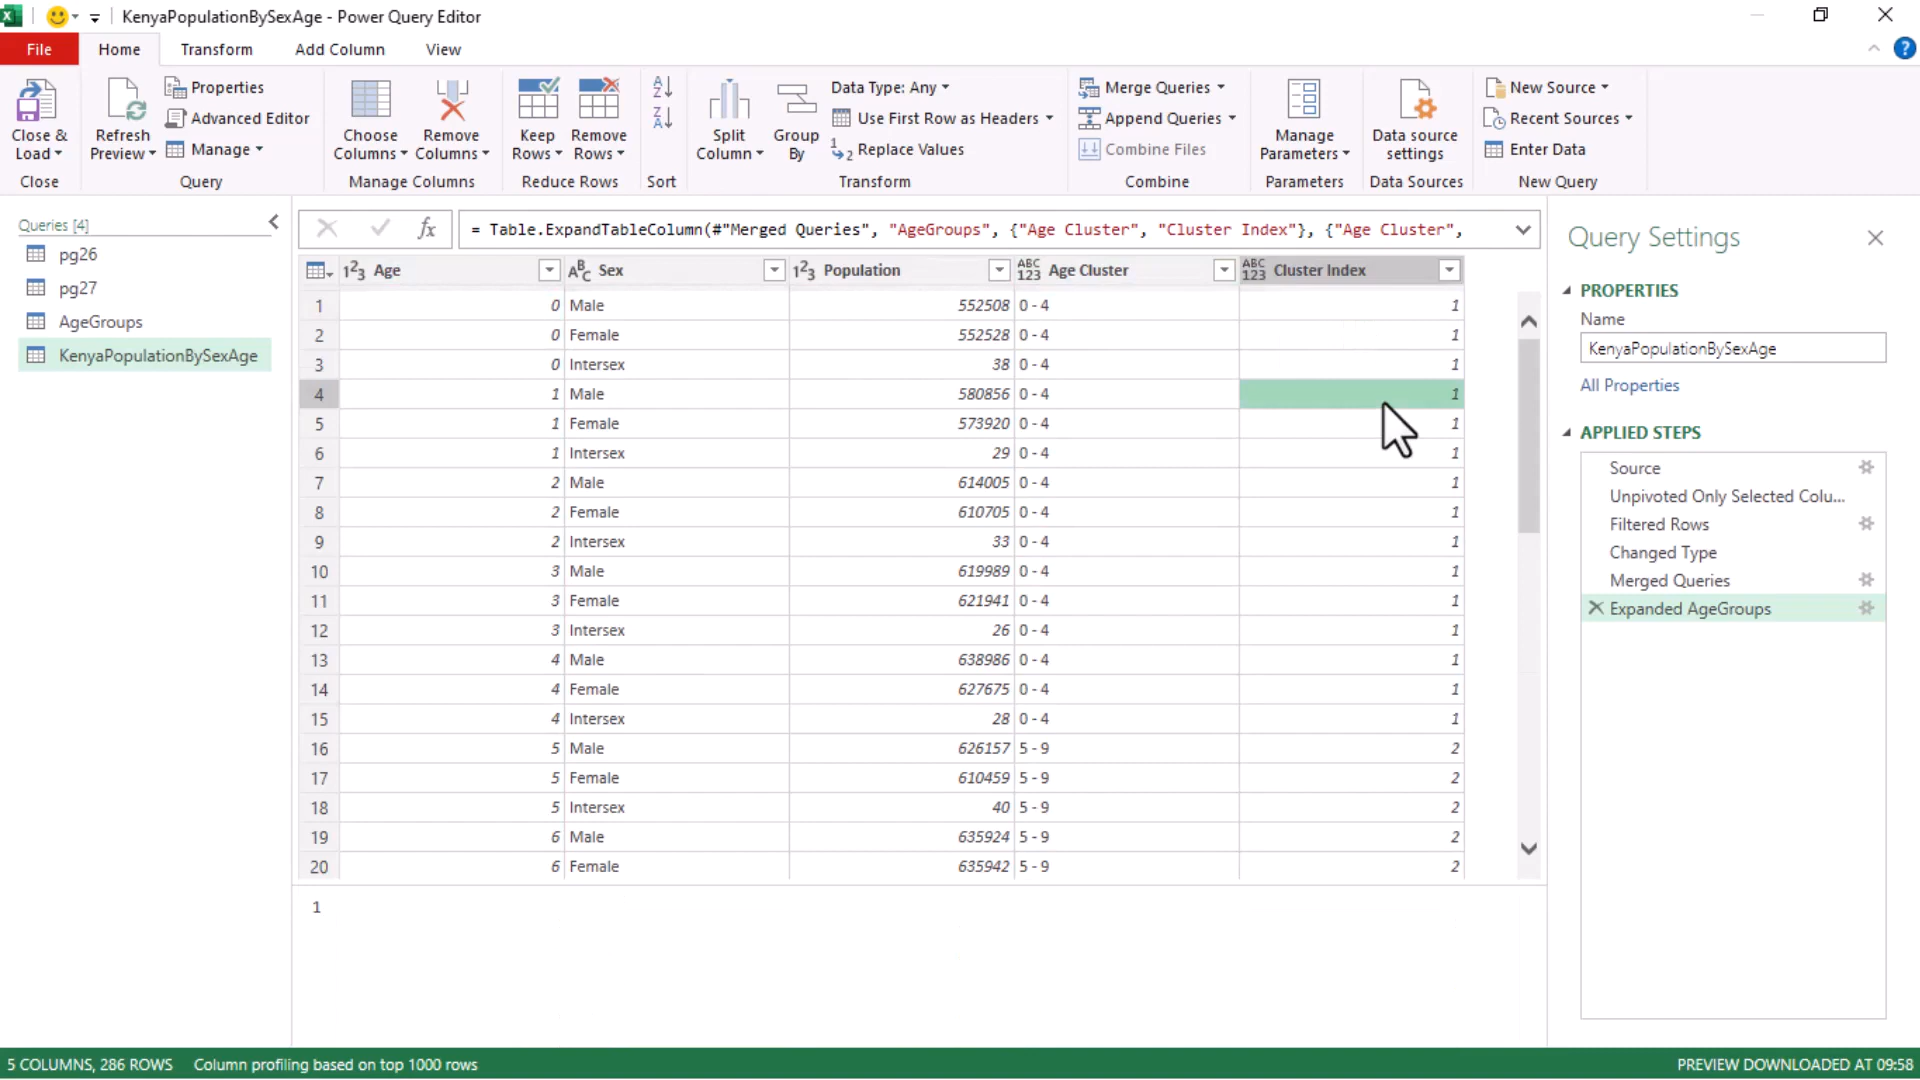 KenyaPopulationBySexAge - Power Query Editor
File Home Transform Add Column View
Close & Load
Close
Refresh Preview
Properties
Advanced Editor
Manage
Query
Choose Columns
Remove Columns
Manage Columns
Keep Rows
Remove Rows
Reduce Rows
Sort
Split Column
Group By
Data Type: Any
Use First Row as Headers
Replace Values
Transform
Merge Queries
Append Queries
Combine Files
Combine
Manage Parameters
Parameters
Data source settings
Data Sources
New Source
Recent Sources
Enter Data
New Query
Queries [4]
pg26
pg27
AgeGroups
KenyaPopulationBySexAge
fx = Table.ExpandTableColumn(#"Merged Queries", "AgeGroups", {"Age Cluster", "Cluster Index"}, {"Age Cluster",
123 Age ABC Sex 123 Population ABC123 Age Cluster ABC123 Cluster Index
1 0 Male 552508 0 - 4 1
2 0 Female 552528 0 - 4 1
3 0 Intersex 38 0 - 4 1
4 1 Male 580856 0 - 4 1
5 1 Female 573920 0 - 4 1
6 1 Intersex 29 0 - 4 1
7 2 Male 614005 0 - 4 1
8 2 Female 610705 0 - 4 1
9 2 Intersex 33 0 - 4 1
10 3 Male 619989 0 - 4 1
11 3 Female 621941 0 - 4 1
12 3 Intersex 26 0 - 4 1
13 4 Male 638986 0 - 4 1
14 4 Female 627675 0 - 4 1
15 4 Intersex 28 0 - 4 1
16 5 Male 626157 5 - 9 2
17 5 Female 610459 5 - 9 2
18 5 Intersex 40 5 - 9 2
19 6 Male 635924 5 - 9 2
20 6 Female 635942 5 - 9 2
1
Query Settings
PROPERTIES
Name
KenyaPopulationBySexAge
All Properties
APPLIED STEPS
Source
Unpivoted Only Selected Colu...
Filtered Rows
Changed Type
Merged Queries
Expanded AgeGroups
5 COLUMNS, 286 ROWS Column profiling based on top 1000 rows PREVIEW DOWNLOADED AT 09:58